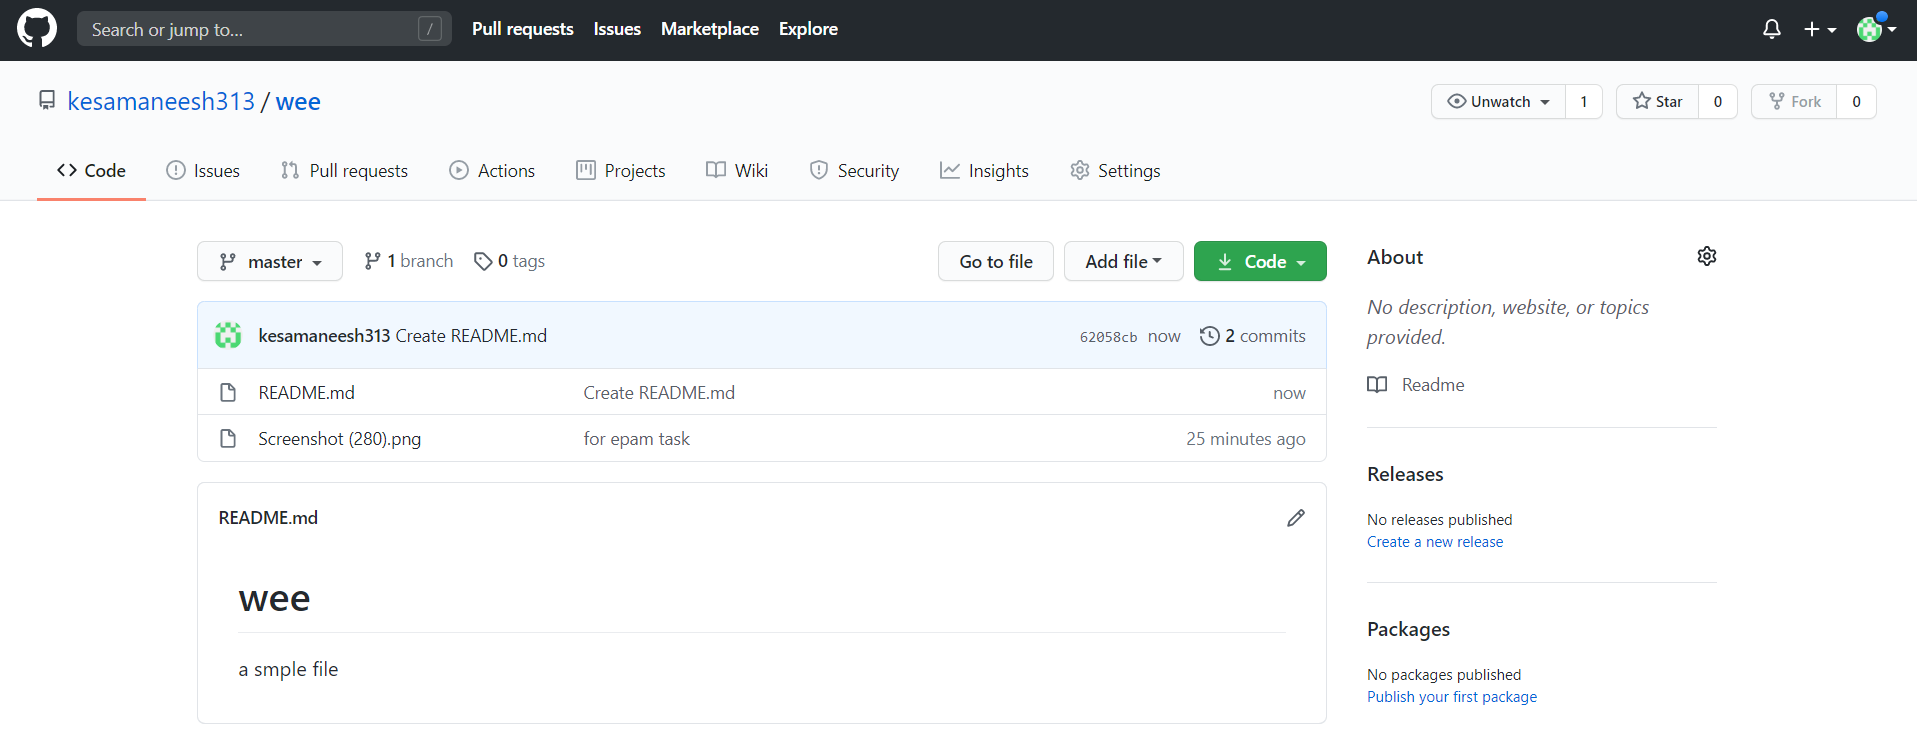 Search or jump to... /
Pull requests Issues Marketplace Explore
kesamaneesh313 / wee
Unwatch 1 Star 0 Fork 0
Code Issues Pull requests Actions Projects Wiki Security Insights Settings
master 1 branch 0 tags Go to file Add file Code
kesamaneesh313 Create README.md 62058cb now 2 commits
README.md Create README.md now
Screenshot (280).png for epam task 25 minutes ago
README.md
wee
a smple file
About
No description, website, or topics
provided.
Readme
Releases
No releases published
Create a new release
Packages
No packages published
Publish your first package